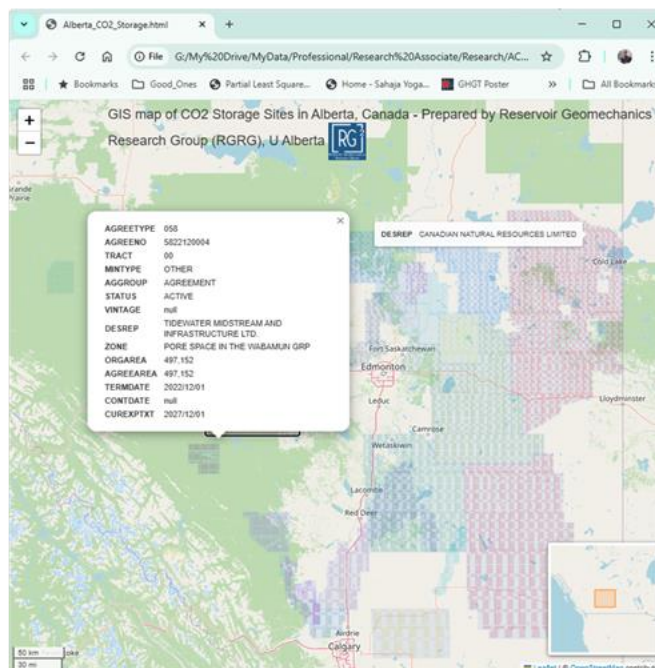 Alberta_CO2_Storage.html
File G:/My%20Drive/MyData/Professional/Research%20Associate/Research/AC...
Bookmarks Good_Ones Partial Least Square... Home - Sahaja Yoga... GHGT Poster » All Bookmarks
+
−
GIS map of CO2 Storage Sites in Alberta, Canada - Prepared by Reservoir Geomechanics
Research Group (RGRG), U Alberta RG²
Grande
Prairie
AGREETYPE 058
AGREENO 5822120004
TRACT 00
MINTYPE OTHER
AGGROUP AGREEMENT
STATUS ACTIVE
VINTAGE null
DESREP TIDEWATER MIDSTREAM AND
INFRASTRUCTURE LTD.
ZONE PORE SPACE IN THE WABAMUN GRP
ORGAREA 497,152
AGREEAREA 497,152
TERMDATE 2022/12/01
CONTDATE null
CUREXPTXT 2027/12/01
DESREP CANADIAN NATURAL RESOURCES LIMITED
Cold Lake
Fort Saskatchewan
Edmonton
Leduc
Lloydminster
Camrose
Wetaskiwin
Lacombe
Red Deer
Airdrie
Calgary
50 km
30 mi
Leaflet | © OpenStreetMap